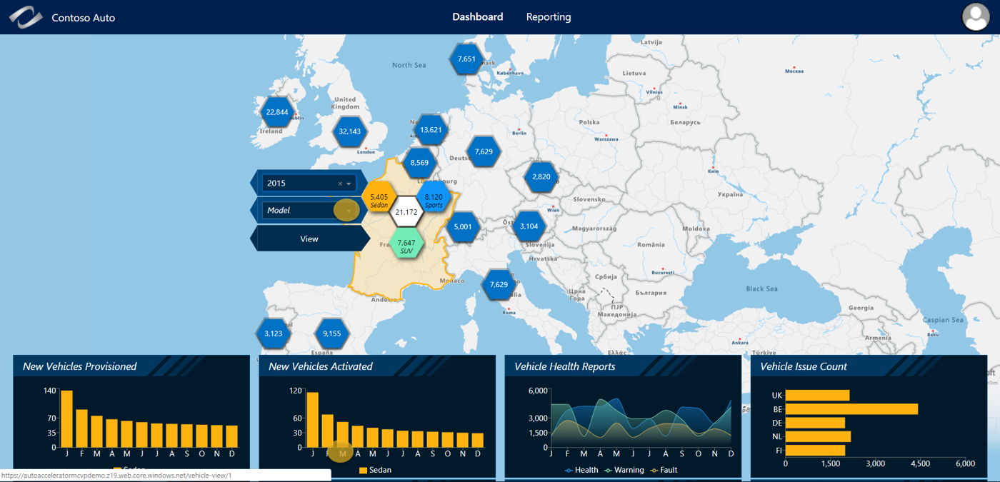 Contoso Auto
Dashboard
Reporting
Latvija
North Sea
7,651
København
Москва
Lietuva
Vilnius
Minsk
United
Kingdom
22,844
Ireland
32,143
London
13,621
Berlin
Polska
Warszawa
Беларусь
7,629
8,569
2,820
Київ
Україна
2015
Model
View
5,405
Sedan
8,120
Sports
21,172
7,647
SUV
Slovensko
Wien
5,001
3,104
Magyarország
Moldova
Slovenija
Hrvatska
România
București
Србија
България
Црна
Гора
ПЈР
Македонија
Monaco
7,629
Roma
Black Sea
Georgia
Caspian Sea
Armenia
Baku
Ankara
Türkiye
Ελλάς
3,123
9,155
España
New Vehicles Provisioned
140
70
35
0
J F M A M J J A S O N D
Sedan
New Vehicles Activated
120
60
30
0
J F M A M J J A S O N D
Sedan
Vehicle Health Reports
6,000
3,000
1,500
0
J F M A M J J A S O N D
Health Warning Fault
Vehicle Issue Count
UK
BE
DE
NL
FI
0 1,500 3,000 4,500 6,000
https://autoacceleratormcvpdemo.z19.web.core.windows.net/vehicle-view/1